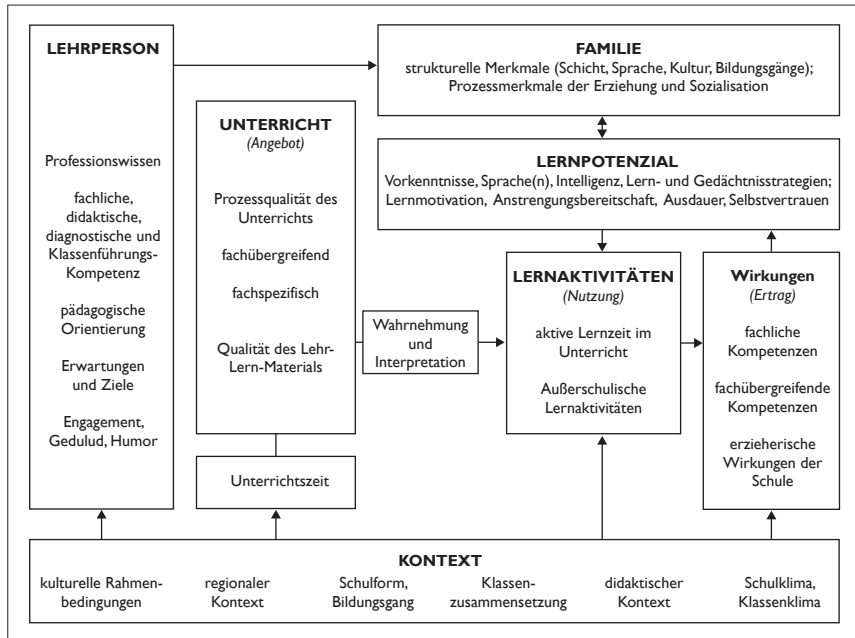 LEHRPERSON
Professionswissen
fachliche,
didaktische,
diagnostische und
Klassenführungs-
Kompetenz
pädagogische
Orientierung
Erwartungen
und Ziele
Engagement,
Gedulud, Humor
UNTERRICHT
(Angebot)
Prozessqualität des
Unterrichts
fachübergreifend
fachspezifisch
Qualität des Lehr-
Lern-Materials
Unterrichtszeit
FAMILIE
strukturelle Merkmale (Schicht, Sprache, Kultur, Bildungsgänge);
Prozessmerkmale der Erziehung und Sozialisation
LERNPOTENZIAL
Vorkenntnisse, Sprache(n), Intelligenz, Lern- und Gedächtnisstrategien;
Lernmotivation, Anstrengungsbereitschaft, Ausdauer, Selbstvertrauen
Wahrnehmung
und
Interpretation
LERNAKTIVITÄTEN
(Nutzung)
aktive Lernzeit im
Unterricht
Außerschulische
Lernaktivitäten
Wirkungen
(Ertrag)
fachliche
Kompetenzen
fachübergreifende
Kompetenzen
erzieherische
Wirkungen der
Schule
KONTEXT
kulturelle Rahmen-
bedingungen
regionaler
Kontext
Schulform,
Bildungsgang
Klassen-
zusammensetzung
didaktischer
Kontext
Schulklima,
Klassenklima